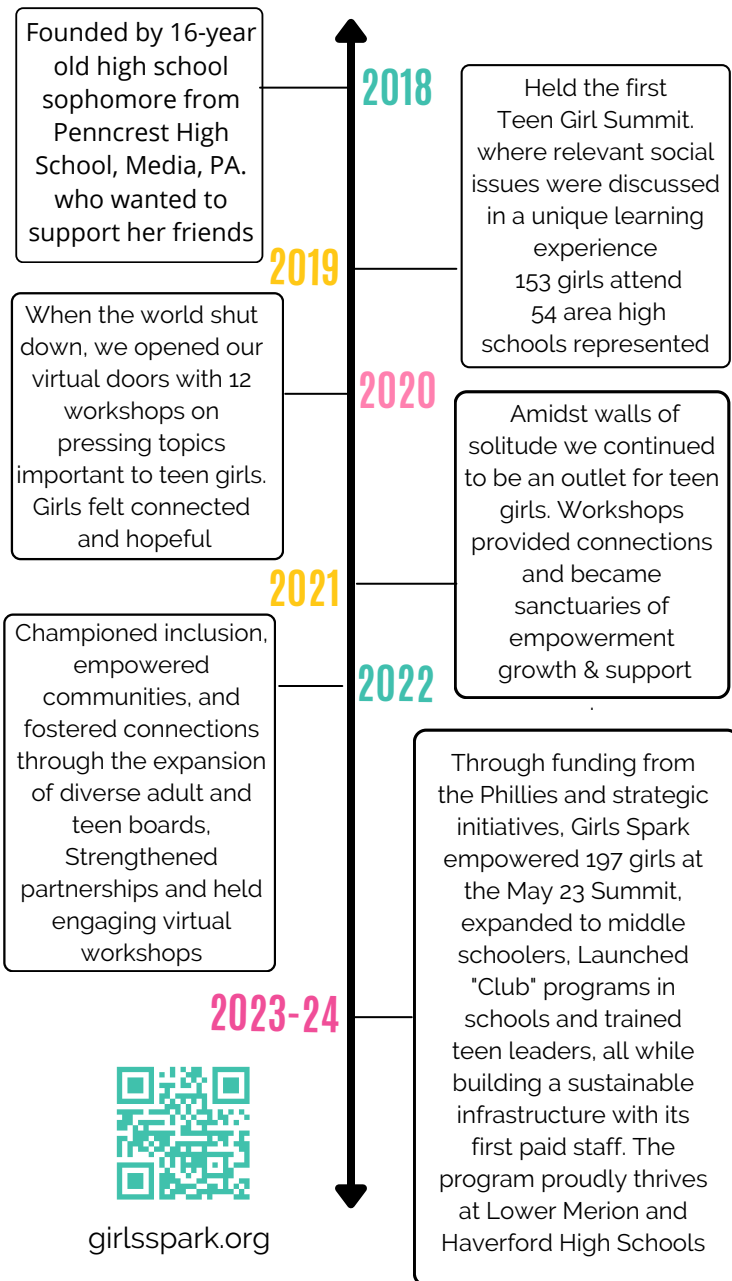 Founded by 16-year
old high school
sophomore from
Penncrest High
School, Media, PA.
who wanted to
support her friends
2018
Held the first
Teen Girl Summit.
where relevant social
issues were discussed
in a unique learning
experience
153 girls attend
54 area high
schools represented
2019
When the world shut
down, we opened our
virtual doors with 12
workshops on
pressing topics
important to teen girls.
Girls felt connected
and hopeful
2020
Amidst walls of
solitude we continued
to be an outlet for teen
girls. Workshops
provided connections
and became
sanctuaries of
empowerment
growth & support
.
2021
Championed inclusion,
empowered
communities, and
fostered connections
through the expansion
of diverse adult and
teen boards,
Strengthened
partnerships and held
engaging virtual
workshops
2022
Through funding from
the Phillies and strategic
initiatives, Girls Spark
empowered 197 girls at
the May 23 Summit,
expanded to middle
schoolers, Launched
"Club" programs in
schools and trained
teen leaders, all while
building a sustainable
infrastructure with its
first paid staff. The
program proudly thrives
at Lower Merion and
Haverford High Schools
2023-24
girlsspark.org